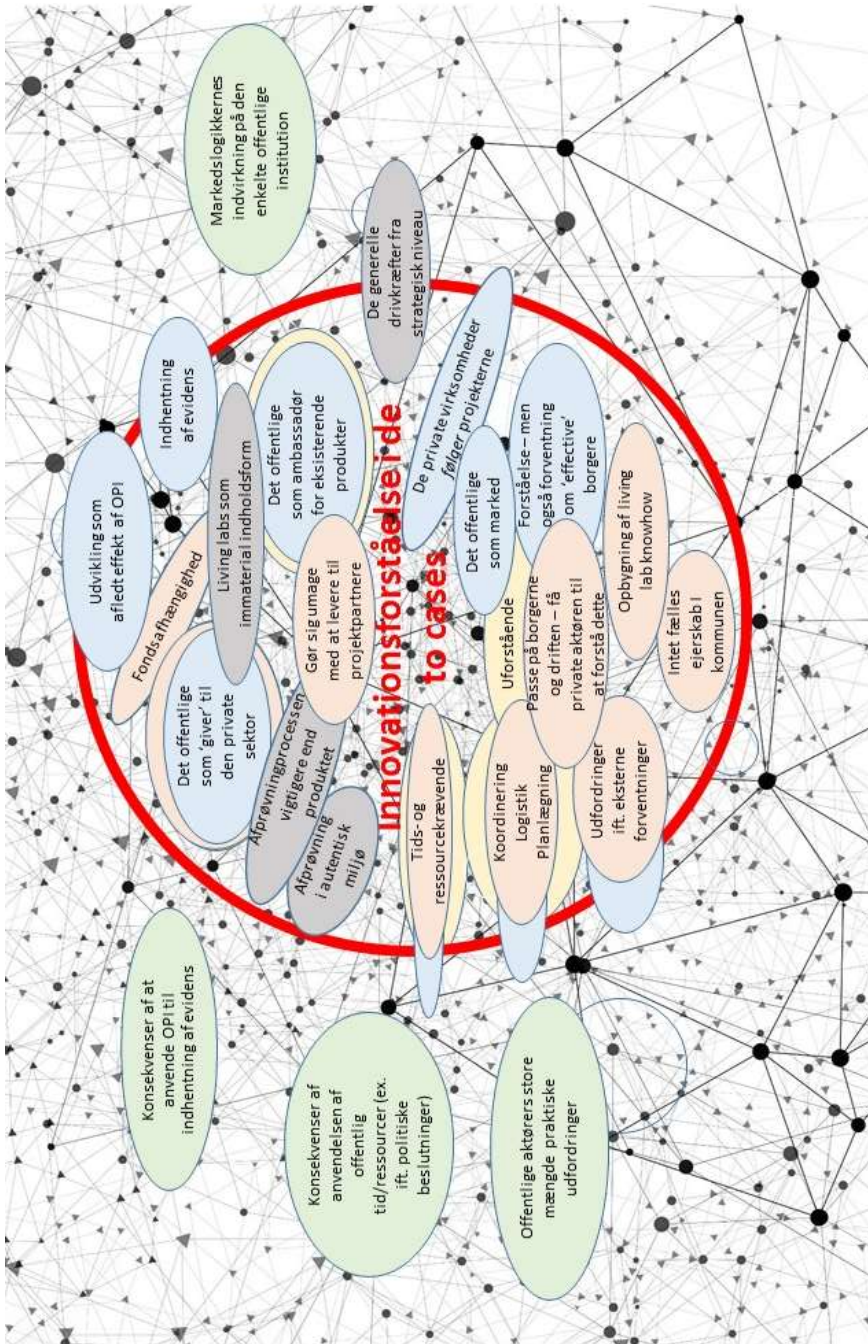 Konsekvenser af at
anvende OPI til
indhentning af evidens
Udvikling som
afledt effekt af OPI
Indhentning
af evidens
Markedslogikkernes
indvirkning på den
enkelte offentlige
institution
Fondsafhængighed
Det offentlige
som 'giver' til
den private
sektor
Living labs som
immaterial indholdsform
Det offentlige
som ambassadør
for eksisterende
produkter
Afprøvningprocessen
vigtigere end
produktet
Afprøvning
i autentisk
miljø
Gør sig umage
med at levere til
projektpartnere
Konsekvenser af
anvendelsen af
offentlig
tid/ressourcer (ex.
ift. politiske
beslutninger)
Innovationsforståelse i de
to cases
De generelle
drivkræfter fra
strategisk niveau
Tids- og
ressourcekrævende
De private virksomheder
følger projekterne
Det offentlige
som marked
Koordinering
Logistik
Planlægning
Uforstående
Passe på borgerne
og driften – få
private aktøren til
at forstå dette
Forståelse – men
også forventning
om 'effective'
borgere
Offentlige aktørers store
mængde praktiske
udfordringer
Udfordringer
ift. eksterne
forventninger
Opbygning af living
lab knowhow
Intet fælles
ejerskab I
kommunen